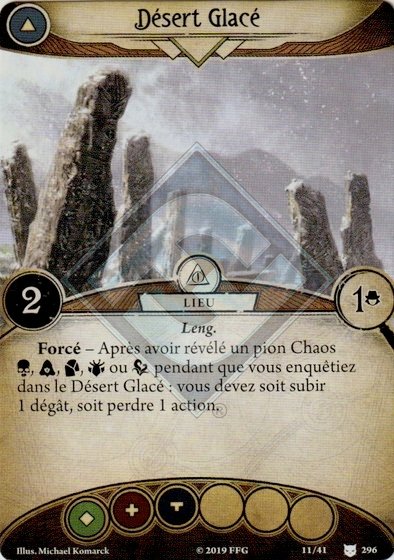 Désert Glacé
LIEU
2
1
Leng.
Forcé – Après avoir révélé un pion Chaos
, , , ou pendant que vous enquêtiez
dans le Désert Glacé : vous devez soit subir
1 dégât, soit perdre 1 action.
Illus. Michael Komarck © 2019 FFG 11/41 296